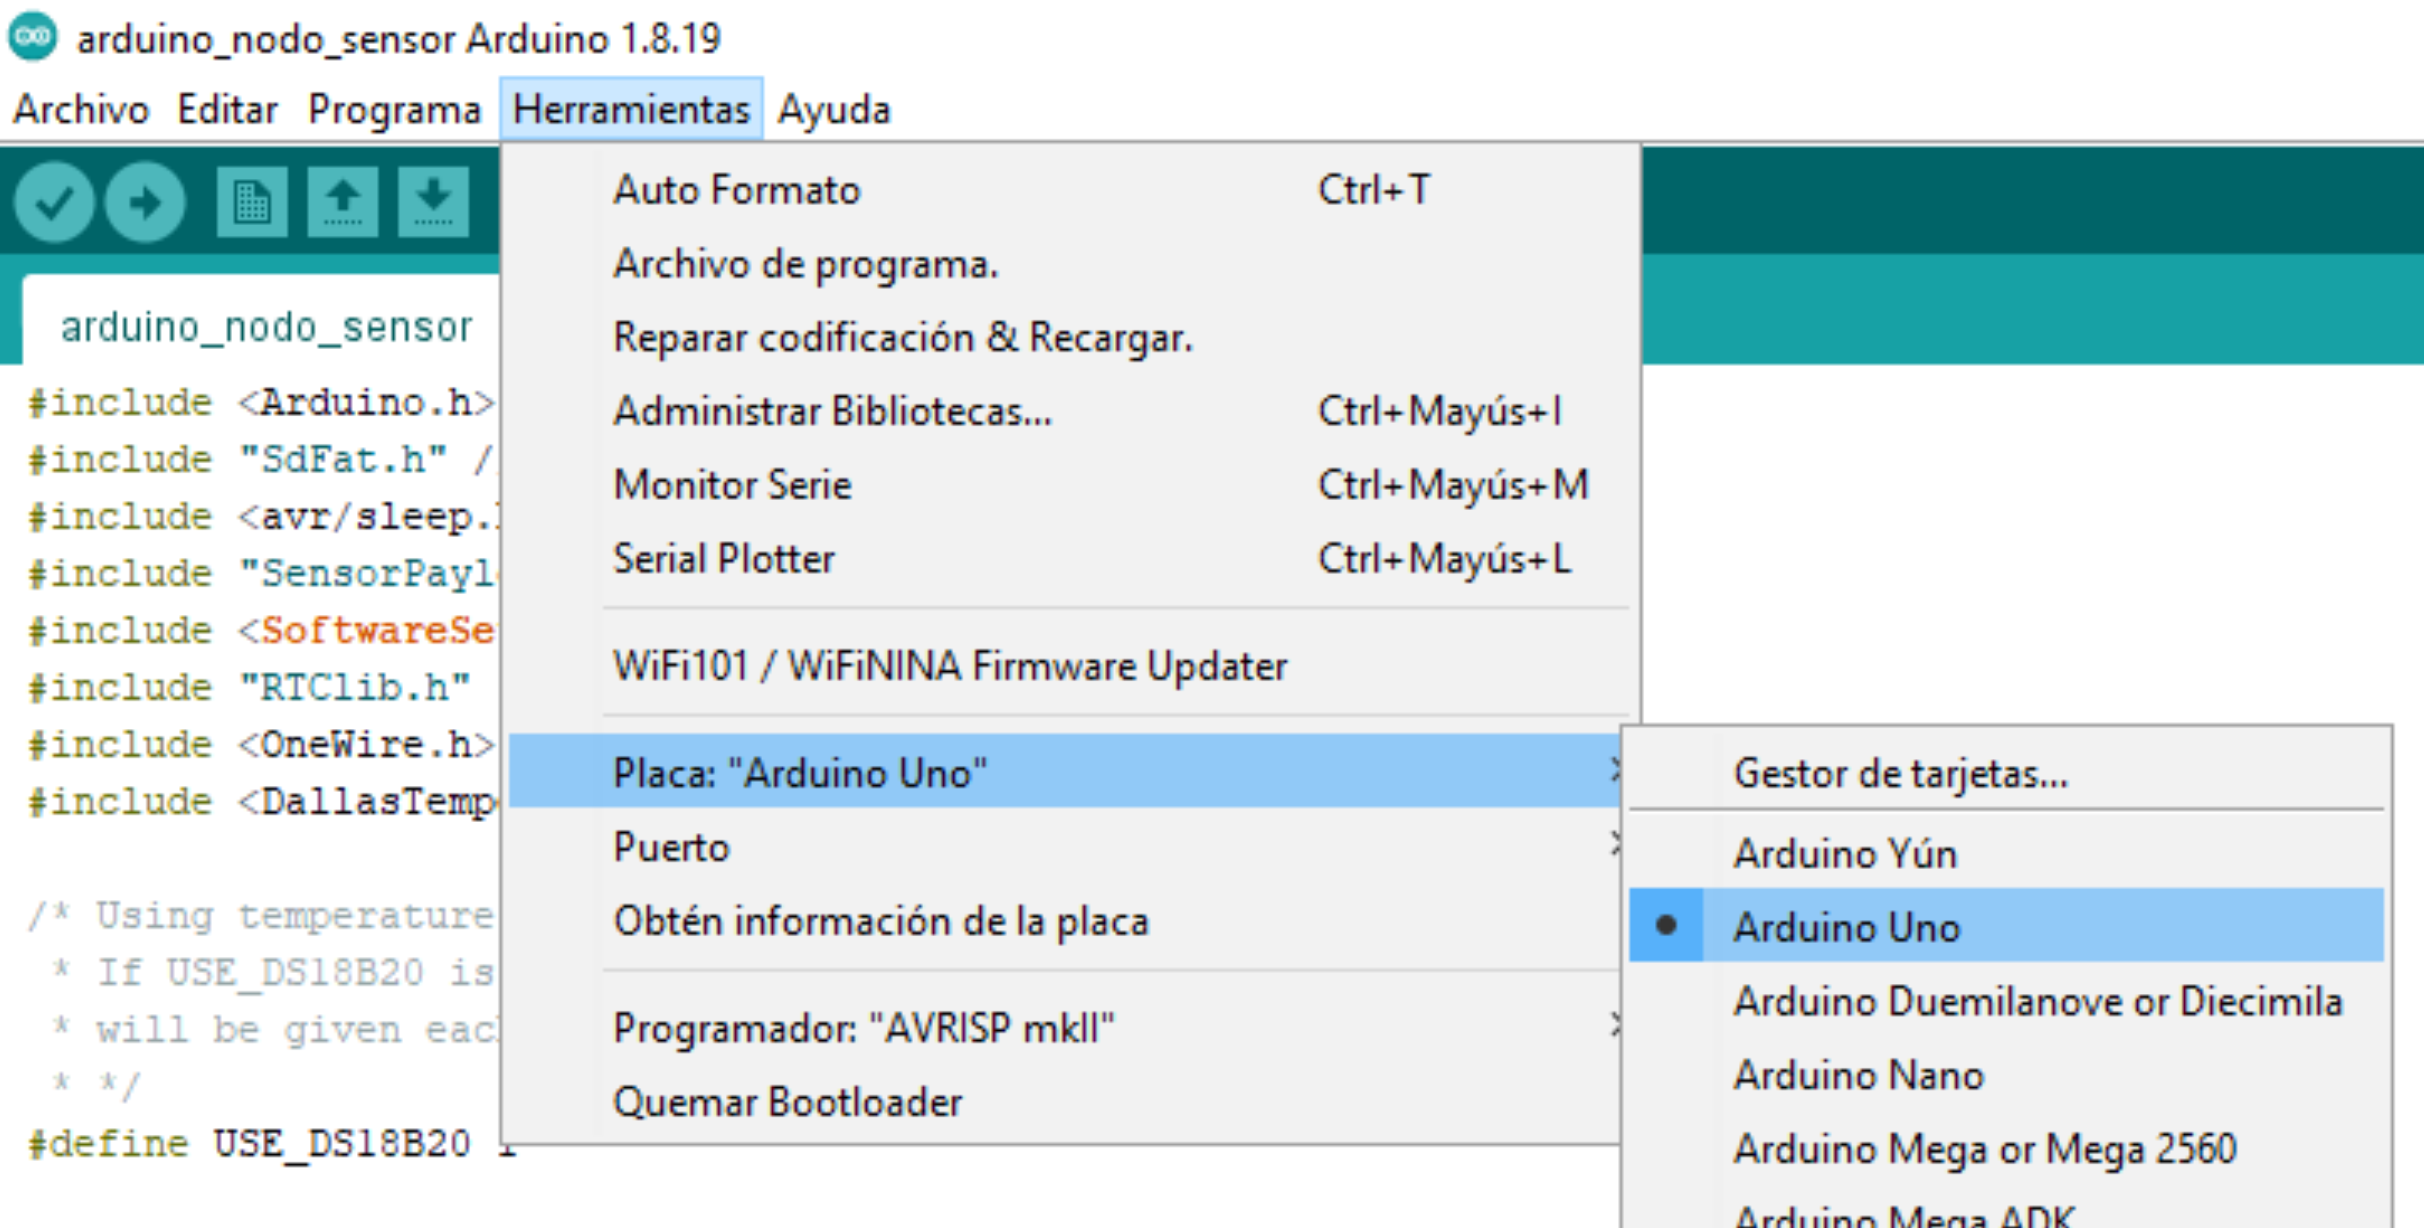 arduino_nodo_sensor Arduino 1.8.19
Archivo Editar Programa Herramientas Ayuda
Auto Formato Ctrl+T
Archivo de programa.
Reparar codificación & Recargar.
Administrar Bibliotecas... Ctrl+Mayús+I
Monitor Serie Ctrl+Mayús+M
Serial Plotter Ctrl+Mayús+L
WiFi101 / WiFiNINA Firmware Updater
Placa: "Arduino Uno"
Puerto
Obtén información de la placa
Programador: "AVRISP mkII"
Quemar Bootloader
Gestor de tarjetas...
Arduino Yún
Arduino Uno
Arduino Duemilanove or Diecimila
Arduino Nano
Arduino Mega or Mega 2560
Arduino Mega ADK
arduino_nodo_sensor
#include <Arduino.h>
#include "SdFat.h" /
#include <avr/sleep.
#include "SensorPayl
#include <SoftwareSe
#include "RTClib.h"
#include <OneWire.h>
#include <DallasTemp
/* Using temperature
* If USE_DS18B20 is
* will be given eac
* */
#define USE_DS18B20